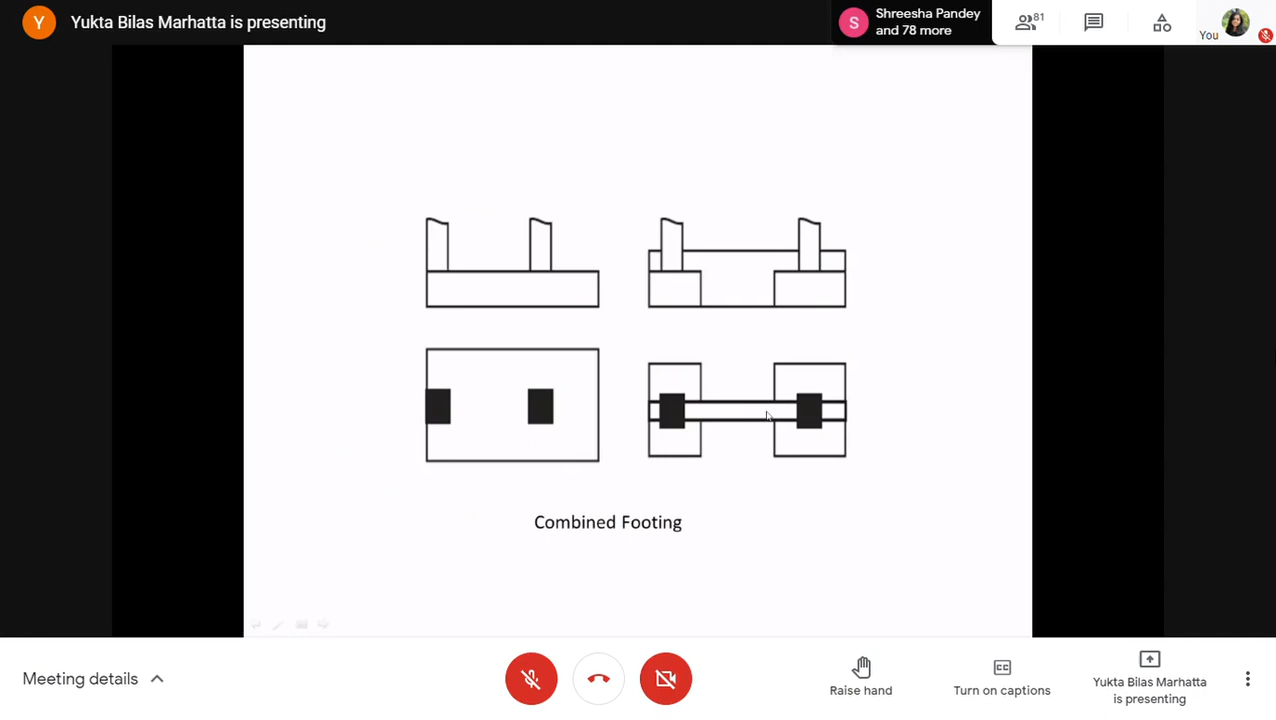 Y
Yukta Bilas Marhatta is presenting
S
Shreesha Pandey
and 78 more
81
You
Combined Footing
Meeting details
Raise hand
CC
Turn on captions
Yukta Bilas Marhatta
is presenting